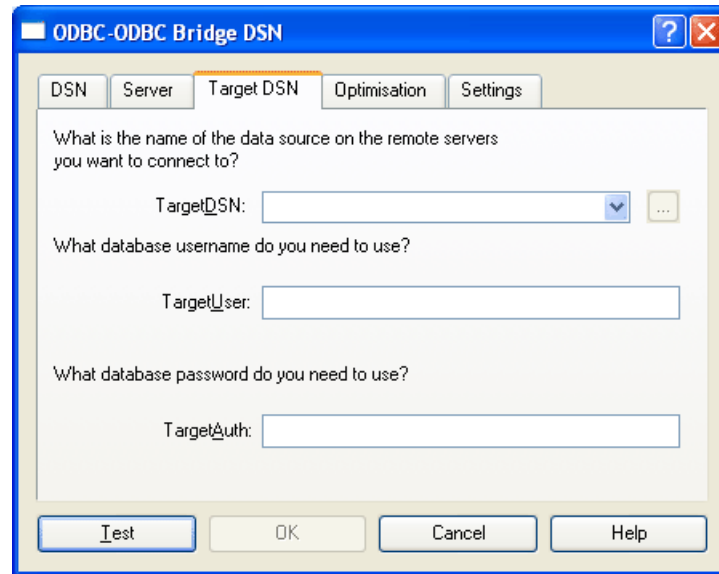 ODBC-ODBC Bridge DSN
DSN Server Target DSN Optimisation Settings
What is the name of the data source on the remote servers
you want to connect to?
TargetDSN:
...
What database username do you need to use?
TargetUser:
What database password do you need to use?
TargetAuth:
Test OK Cancel Help